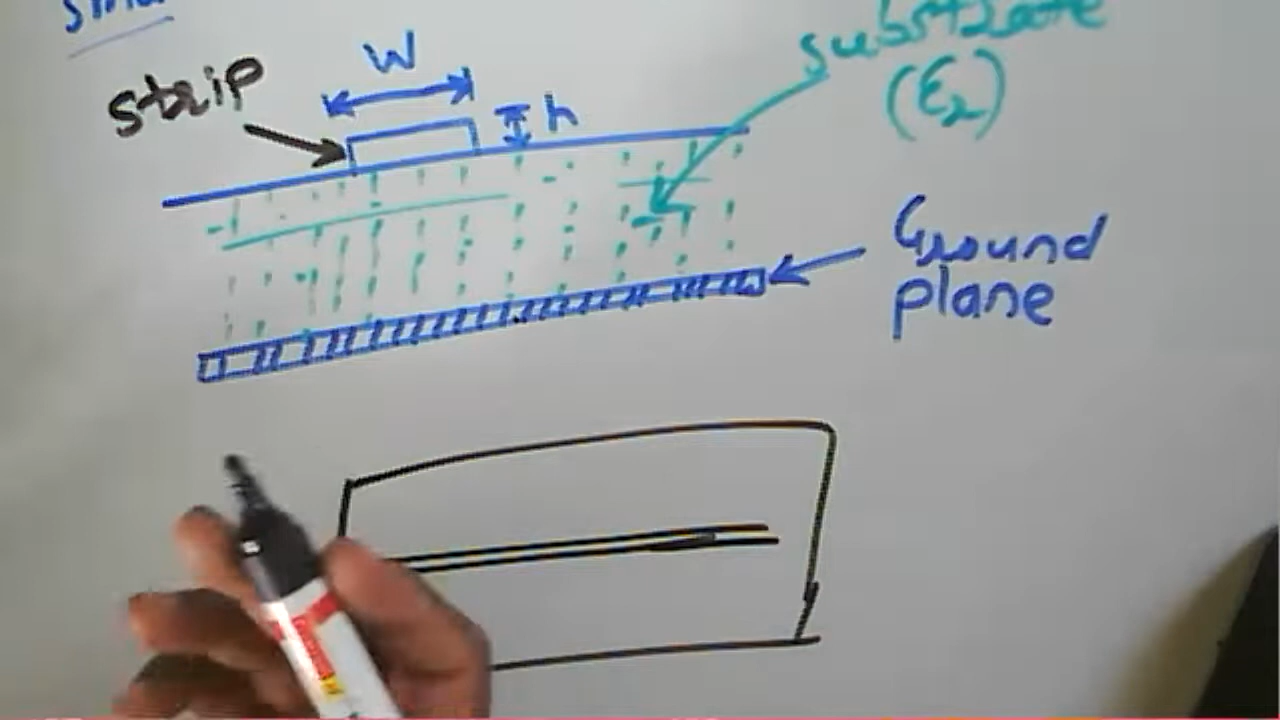 W
strip
h
substrate
(εr)
Ground
plane